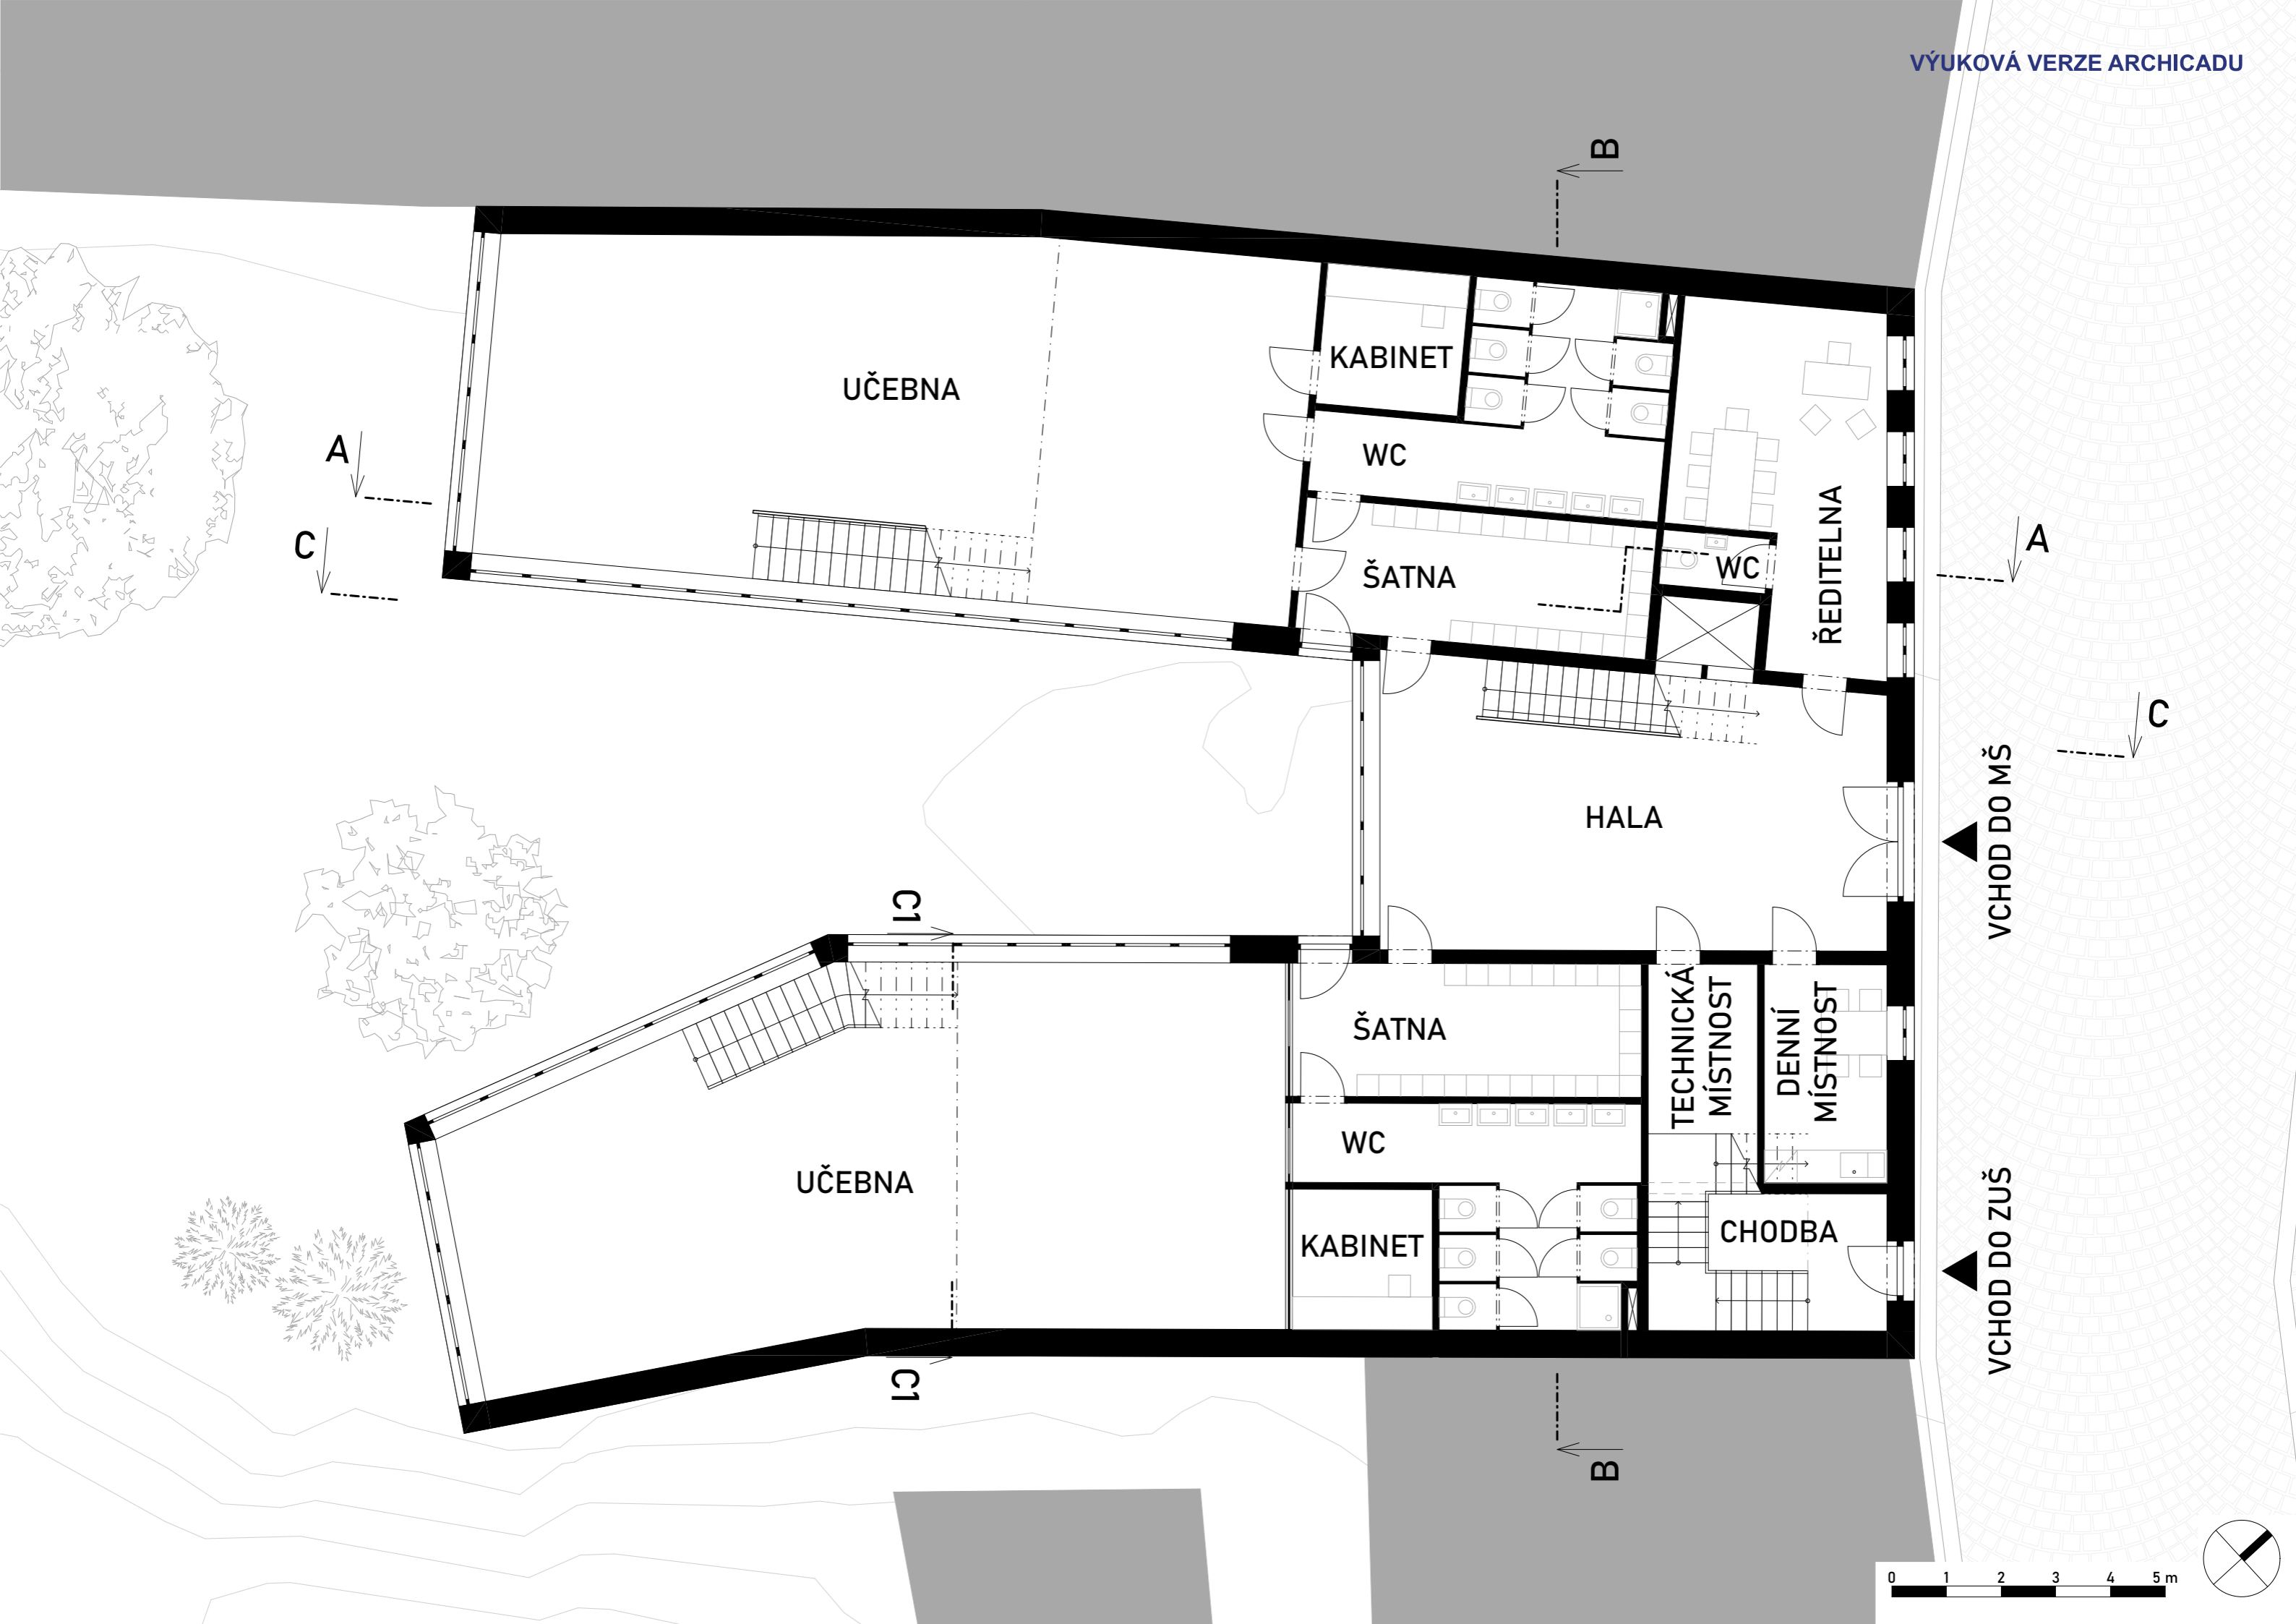 VÝUKOVÁ VERZE ARCHICADU
B
A
C
UČEBNA
KABINET
WC
ŠATNA
WC
ŘEDITELNA
A
C
HALA
VCHOD DO MŠ
C1
UČEBNA
ŠATNA
WC
KABINET
TECHNICKÁ
MÍSTNOST
DENNÍ
MÍSTNOST
CHODBA
VCHOD DO ZUŠ
C1
B
0 1 2 3 4 5 m